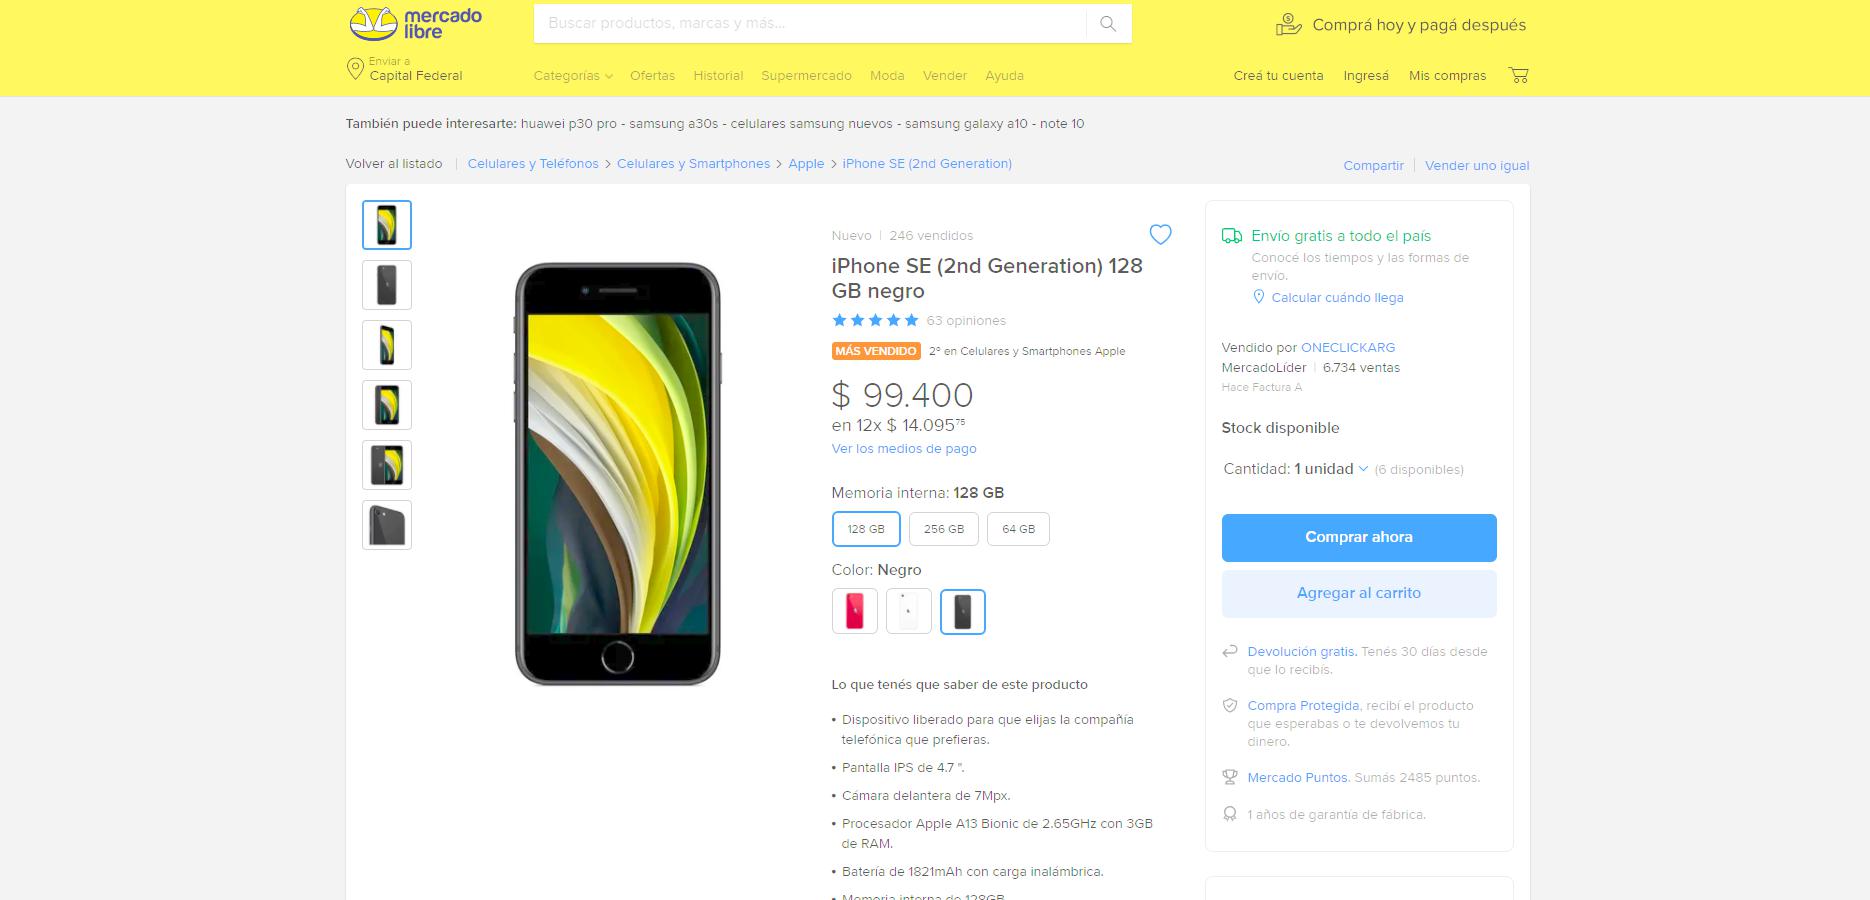 mercado
libre
Buscar productos, marcas y más...
Comprá hoy y pagá después
Enviar a
Capital Federal
Categorías
Ofertas
Historial
Supermercado
Moda
Vender
Ayuda
Creá tu cuenta
Ingresá
Mis compras
También puede interesarte: huawei p30 pro - samsung a30s - celulares samsung nuevos - samsung galaxy a10 - note 10
Volver al listado
Celulares y Teléfonos > Celulares y Smartphones > Apple > iPhone SE (2nd Generation)
Compartir
Vender uno igual
Nuevo | 246 vendidos
iPhone SE (2nd Generation) 128
GB negro
63 opiniones
MÁS VENDIDO 2º en Celulares y Smartphones Apple
$ 99.400
en 12x $ 14.095⁷⁵
Ver los medios de pago
Memoria interna: 128 GB
128 GB
256 GB
64 GB
Color: Negro
Lo que tenés que saber de este producto
• Dispositivo liberado para que elijas la compañía
telefónica que prefieras.
• Pantalla IPS de 4.7 ".
• Cámara delantera de 7Mpx.
• Procesador Apple A13 Bionic de 2.65GHz con 3GB
de RAM.
• Batería de 1821mAh con carga inalámbrica.
• Memoria interna de 128GB.
Envío gratis a todo el país
Conocé los tiempos y las formas de
envío.
Calcular cuándo llega
Vendido por ONECLICKARG
MercadoLíder | 6.734 ventas
Hace Factura A
Stock disponible
Cantidad: 1 unidad (6 disponibles)
Comprar ahora
Agregar al carrito
Devolución gratis. Tenés 30 días desde
que lo recibís.
Compra Protegida, recibí el producto
que esperabas o te devolvemos tu
dinero.
Mercado Puntos. Sumás 2485 puntos.
1 años de garantía de fábrica.